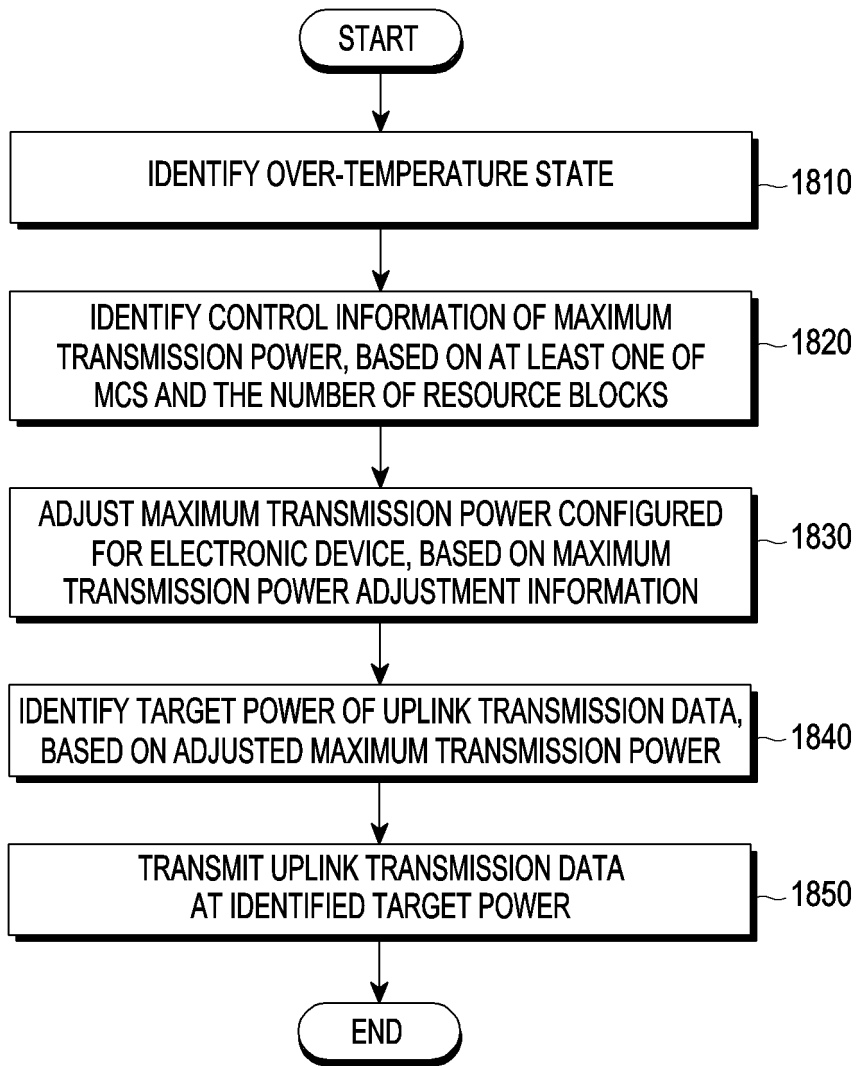 START
IDENTIFY OVER-TEMPERATURE STATE
1810
IDENTIFY CONTROL INFORMATION OF MAXIMUM
TRANSMISSION POWER, BASED ON AT LEAST ONE OF
MCS AND THE NUMBER OF RESOURCE BLOCKS
1820
ADJUST MAXIMUM TRANSMISSION POWER CONFIGURED
FOR ELECTRONIC DEVICE, BASED ON MAXIMUM
TRANSMISSION POWER ADJUSTMENT INFORMATION
1830
IDENTIFY TARGET POWER OF UPLINK TRANSMISSION DATA,
BASED ON ADJUSTED MAXIMUM TRANSMISSION POWER
1840
TRANSMIT UPLINK TRANSMISSION DATA
AT IDENTIFIED TARGET POWER
1850
END